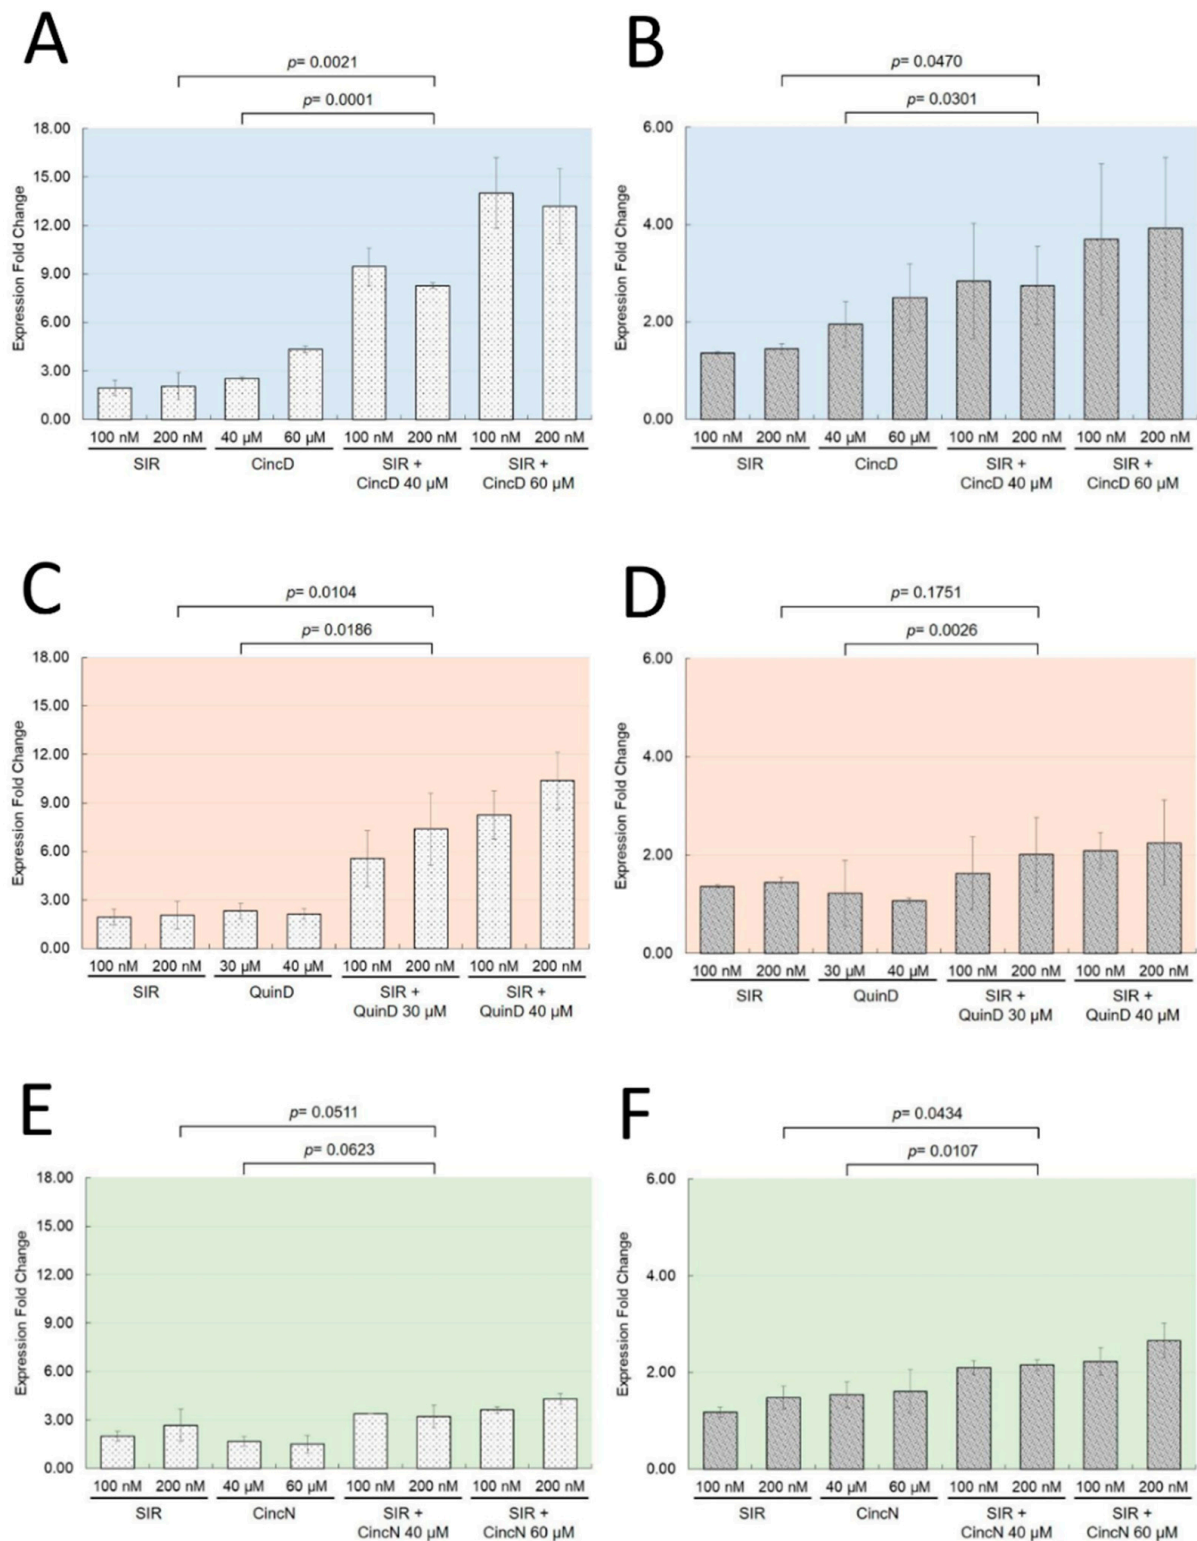 A
p= 0.0021
p= 0.0001
Expression Fold Change
18.00
15.00
12.00
9.00
6.00
3.00
0.00
100 nM 200 nM 40 µM 60 µM 100 nM 200 nM 100 nM 200 nM
SIR CincD SIR + SIR +
CincD 40 µM CincD 60 µM
B
p= 0.0470
p= 0.0301
Expression Fold Change
6.00
4.00
2.00
0.00
100 nM 200 nM 40 µM 60 µM 100 nM 200 nM 100 nM 200 nM
SIR CincD SIR + SIR +
CincD 40 µM CincD 60 µM
C
p= 0.0104
p= 0.0186
Expression Fold Change
18.00
15.00
12.00
9.00
6.00
3.00
0.00
100 nM 200 nM 30 µM 40 µM 100 nM 200 nM 100 nM 200 nM
SIR QuinD SIR + SIR +
QuinD 30 µM QuinD 40 µM
D
p= 0.1751
p= 0.0026
Expression Fold Change
6.00
4.00
2.00
0.00
100 nM 200 nM 30 µM 40 µM 100 nM 200 nM 100 nM 200 nM
SIR QuinD SIR + SIR +
QuinD 30 µM QuinD 40 µM
E
p= 0.0511
p= 0.0623
Expression Fold Change
18.00
15.00
12.00
9.00
6.00
3.00
0.00
100 nM 200 nM 40 µM 60 µM 100 nM 200 nM 100 nM 200 nM
SIR CincN SIR + SIR +
CincN 40 µM CincN 60 µM
F
p= 0.0434
p= 0.0107
Expression Fold Change
6.00
4.00
2.00
0.00
100 nM 200 nM 40 µM 60 µM 100 nM 200 nM 100 nM 200 nM
SIR CincN SIR + SIR +
CincN 40 µM CincN 60 µM